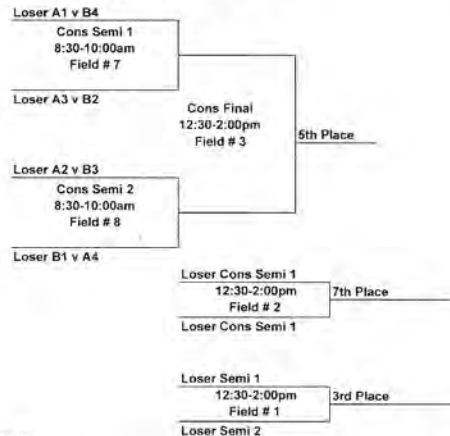 Loser A1 v B4
Cons Semi 1
8:30-10:00am
Field # 7
Loser A3 v B2
Cons Final
12:30-2:00pm
Field # 3
5th Place
Loser A2 v B3
Cons Semi 2
8:30-10:00am
Field # 8
Loser B1 v A4
Loser Cons Semi 1
12:30-2:00pm
Field # 2
7th Place
Loser Cons Semi 1
Loser Semi 1
12:30-2:00pm
Field # 1
3rd Place
Loser Semi 2